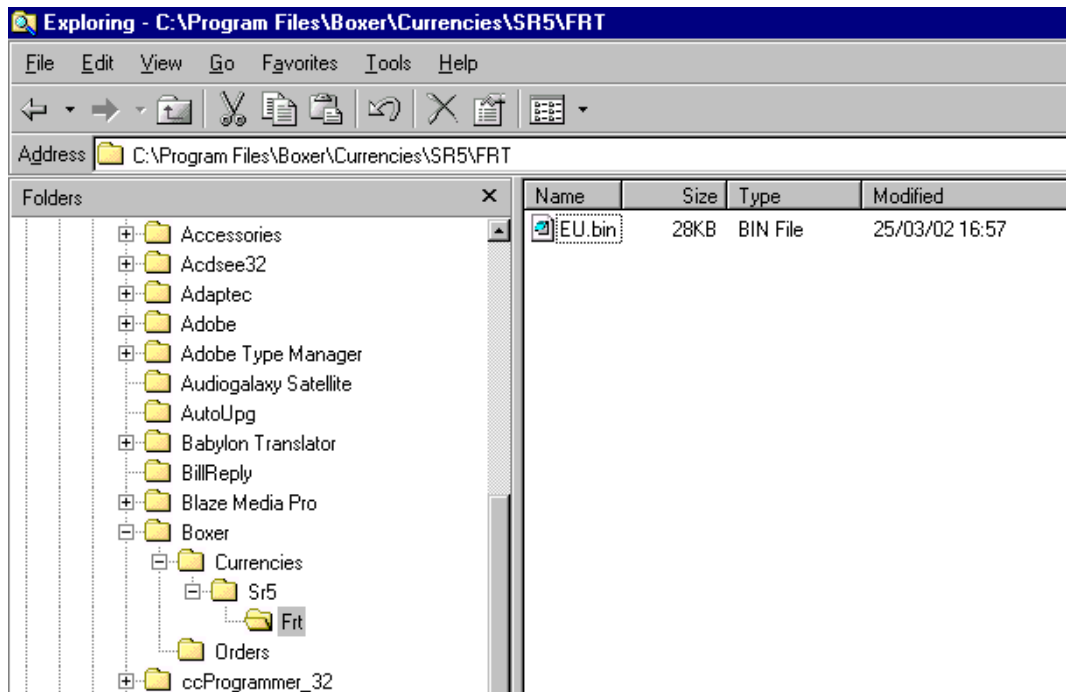 Exploring - C:\Program Files\Boxer\Currencies\SR5\FRT
File Edit View Go Favorites Tools Help
Address C:\Program Files\Boxer\Currencies\SR5\FRT
Folders
Name Size Type Modified
EU.bin 28KB BIN File 25/03/02 16:57
Accessories
Acdsee32
Adaptec
Adobe
Adobe Type Manager
Audiogalaxy Satellite
AutoUpg
Babylon Translator
BillReply
Blaze Media Pro
Boxer
Currencies
Sr5
Frt
Orders
ccProgrammer_32